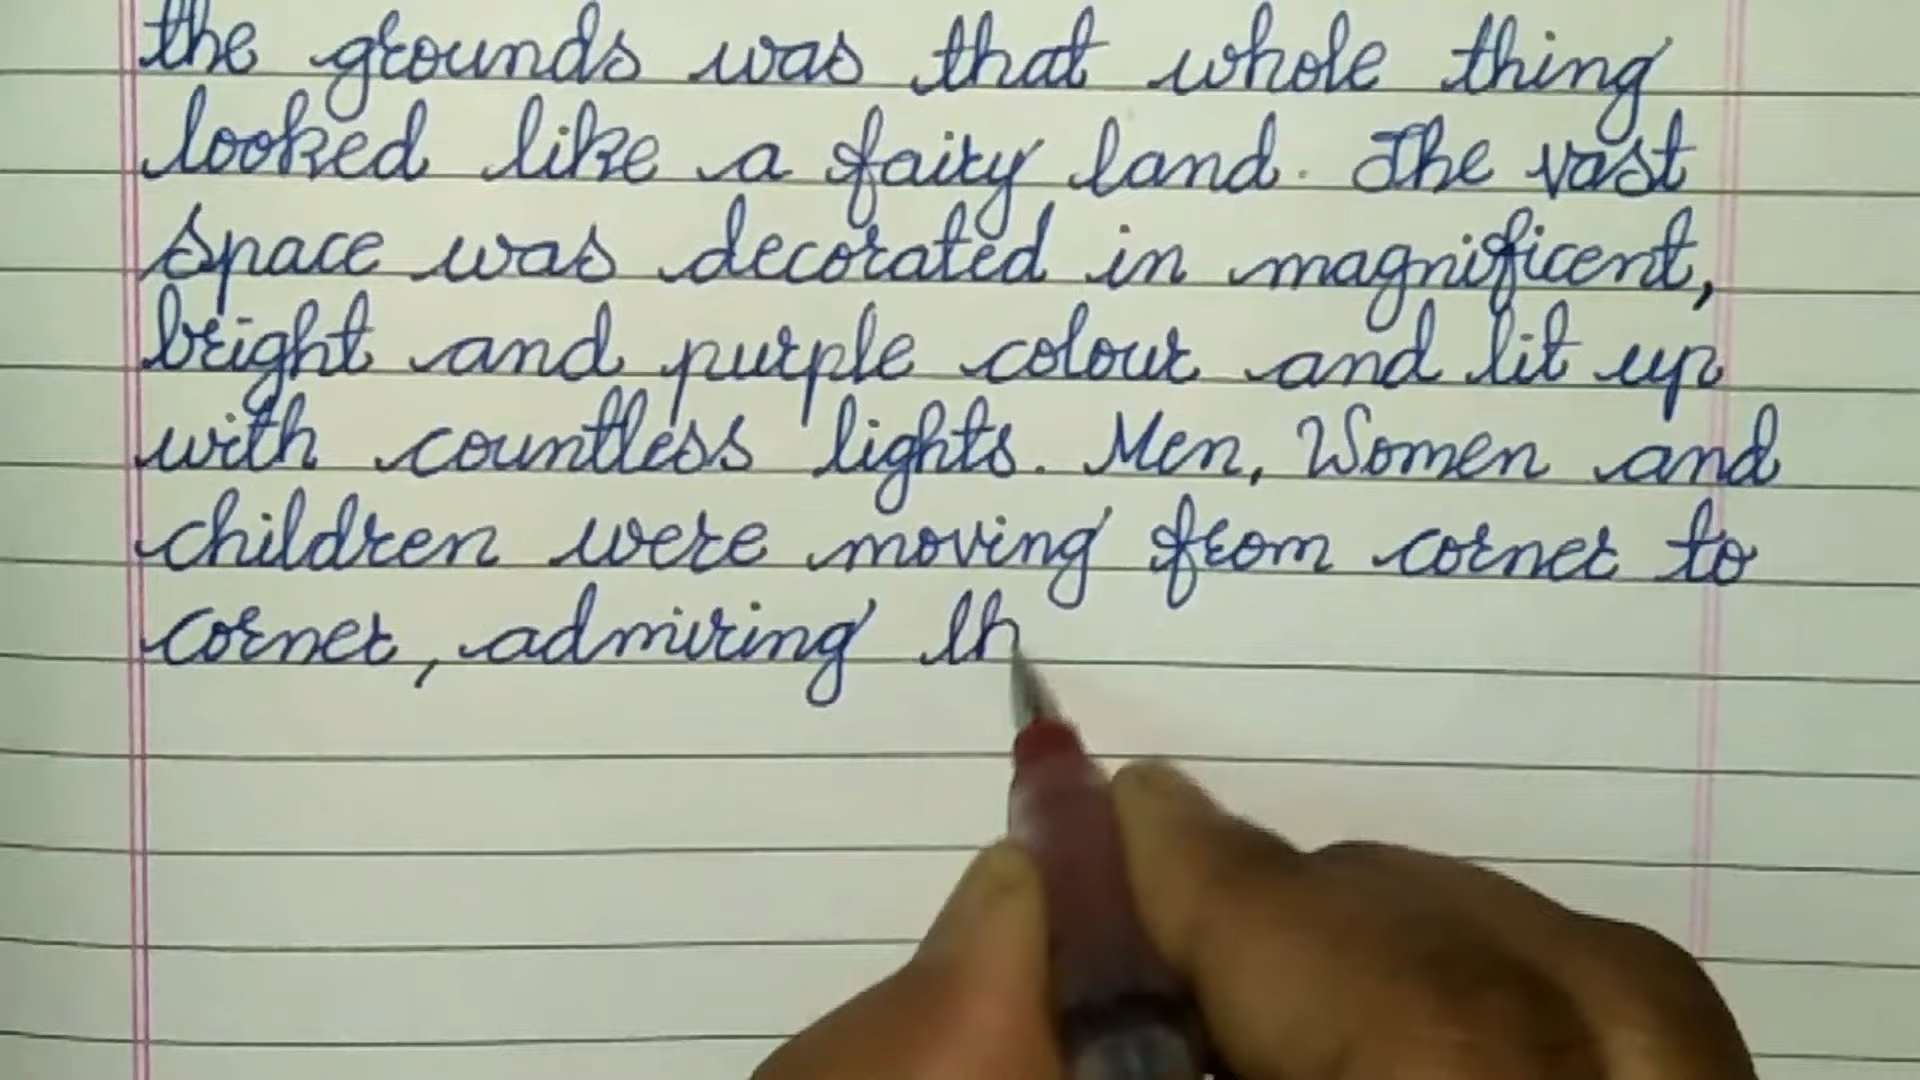 the grounds was that whole thing
looked like a fairy land. The vast
space was decorated in magnificent,
bright and purple colour and lit up
with countless lights. Men, Women and
children were moving from corner to
corner, admiring th